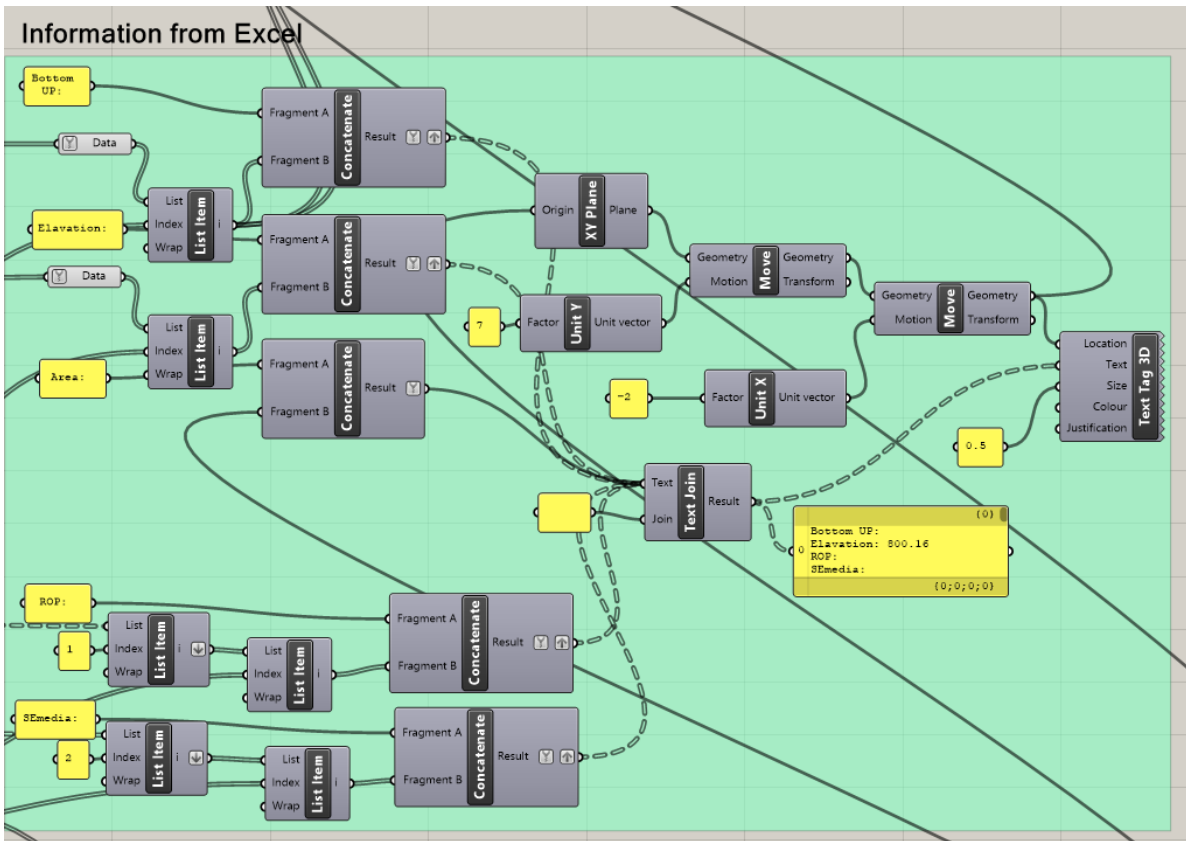 Information from Excel
Bottom
UP:
Fragment A
Fragment B
Concatenate
Result
Data
List
Index
Wrap
List Item
i
Elavation:
Fragment A
Fragment B
Concatenate
Result
Data
List
Index
Wrap
List Item
i
Area:
Fragment A
Fragment B
Concatenate
Result
Origin
XY Plane
Plane
7
Factor
Unit Y
Unit vector
Geometry
Motion
Move
Geometry
Transform
-2
Factor
Unit X
Unit vector
Geometry
Motion
Move
Geometry
Transform
0.5
Location
Text
Size
Colour
Justification
Text Tag 3D
Text
Join
Text Join
Result
{0}
0
Bottom UP:
Elavation: 800.16
ROP:
SEmedia:
{0;0;0;0}
ROP:
1
List
Index
Wrap
List Item
i
List
Index
Wrap
List Item
i
Fragment A
Fragment B
Concatenate
Result
SEmedia:
2
List
Index
Wrap
List Item
i
List
Index
Wrap
List Item
i
Fragment A
Fragment B
Concatenate
Result